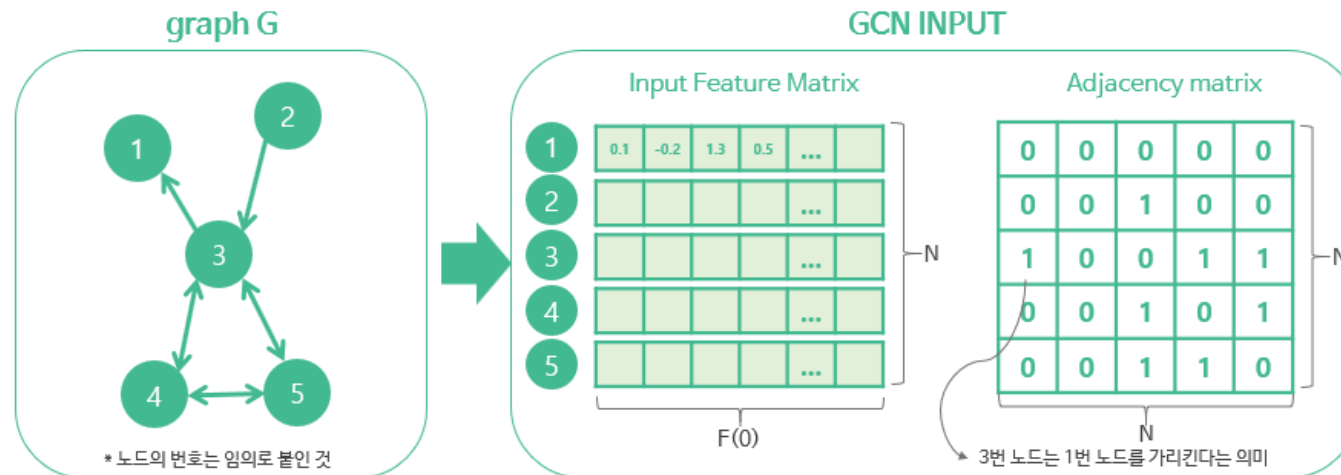 graph G
1
2
3
4
5
* 노드의 번호는 임의로 붙인 것
GCN INPUT
Input Feature Matrix
1 0.1 -0.2 1.3 0.5 ...
2 ...
3 ...
4 ...
5 ...
N
F(0)
Adjacency matrix
0 0 0 0 0
0 0 1 0 0
1 0 0 1 1
0 0 1 0 1
0 0 1 1 0
N
N
3번 노드는 1번 노드를 가리킨다는 의미